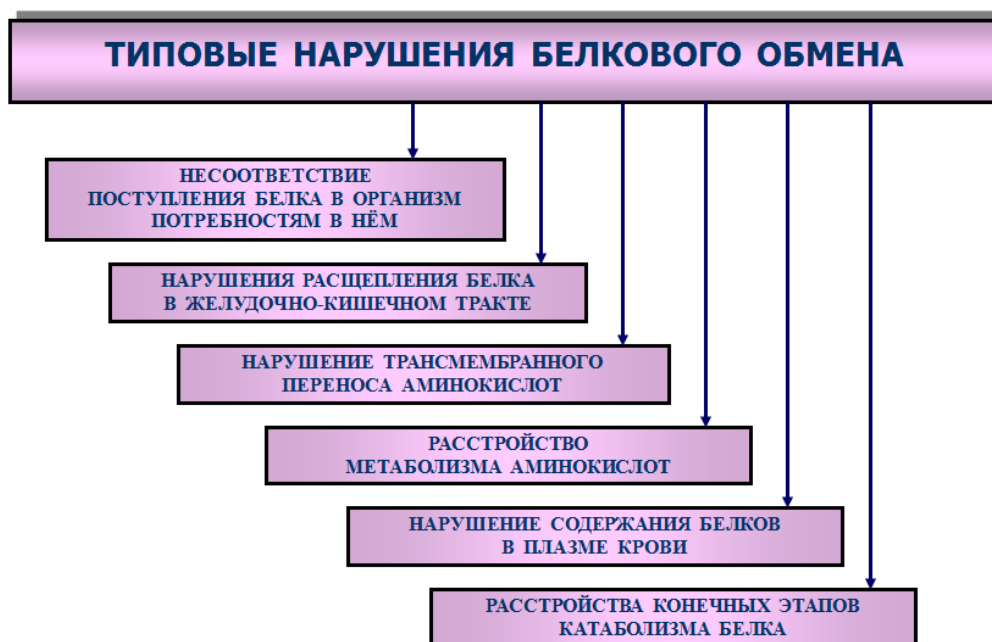 ТИПОВЫЕ НАРУШЕНИЯ БЕЛКОВОГО ОБМЕНА
НЕСООТВЕТСТВИЕ
ПОСТУПЛЕНИЯ БЕЛКА В ОРГАНИЗМ
ПОТРЕБНОСТЯМ В НЁМ
НАРУШЕНИЯ РАСЩЕПЛЕНИЯ БЕЛКА
В ЖЕЛУДОЧНО-КИШЕЧНОМ ТРАКТЕ
НАРУШЕНИЕ ТРАНСМЕМБРАННОГО
ПЕРЕНОСА АМИНОКИСЛОТ
РАССТРОЙСТВО
МЕТАБОЛИЗМА АМИНОКИСЛОТ
НАРУШЕНИЕ СОДЕРЖАНИЯ БЕЛКОВ
В ПЛАЗМЕ КРОВИ
РАССТРОЙСТВА КОНЕЧНЫХ ЭТАПОВ
КАТАБОЛИЗМА БЕЛКА